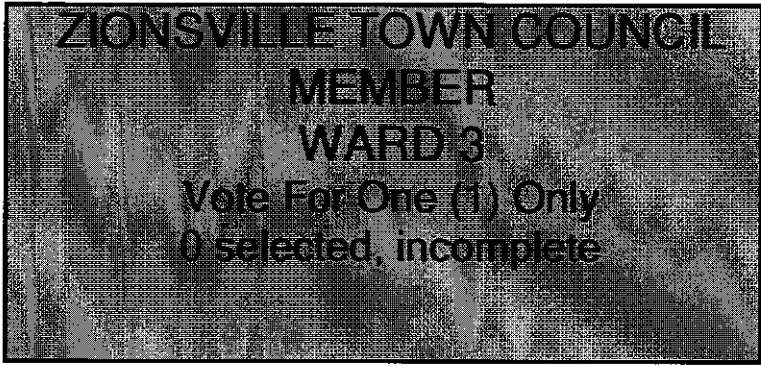 ZIONSVILLE TOWN COUNCIL
MEMBER
WARD 3
Vote For One (1) Only
0 selected, incomplete